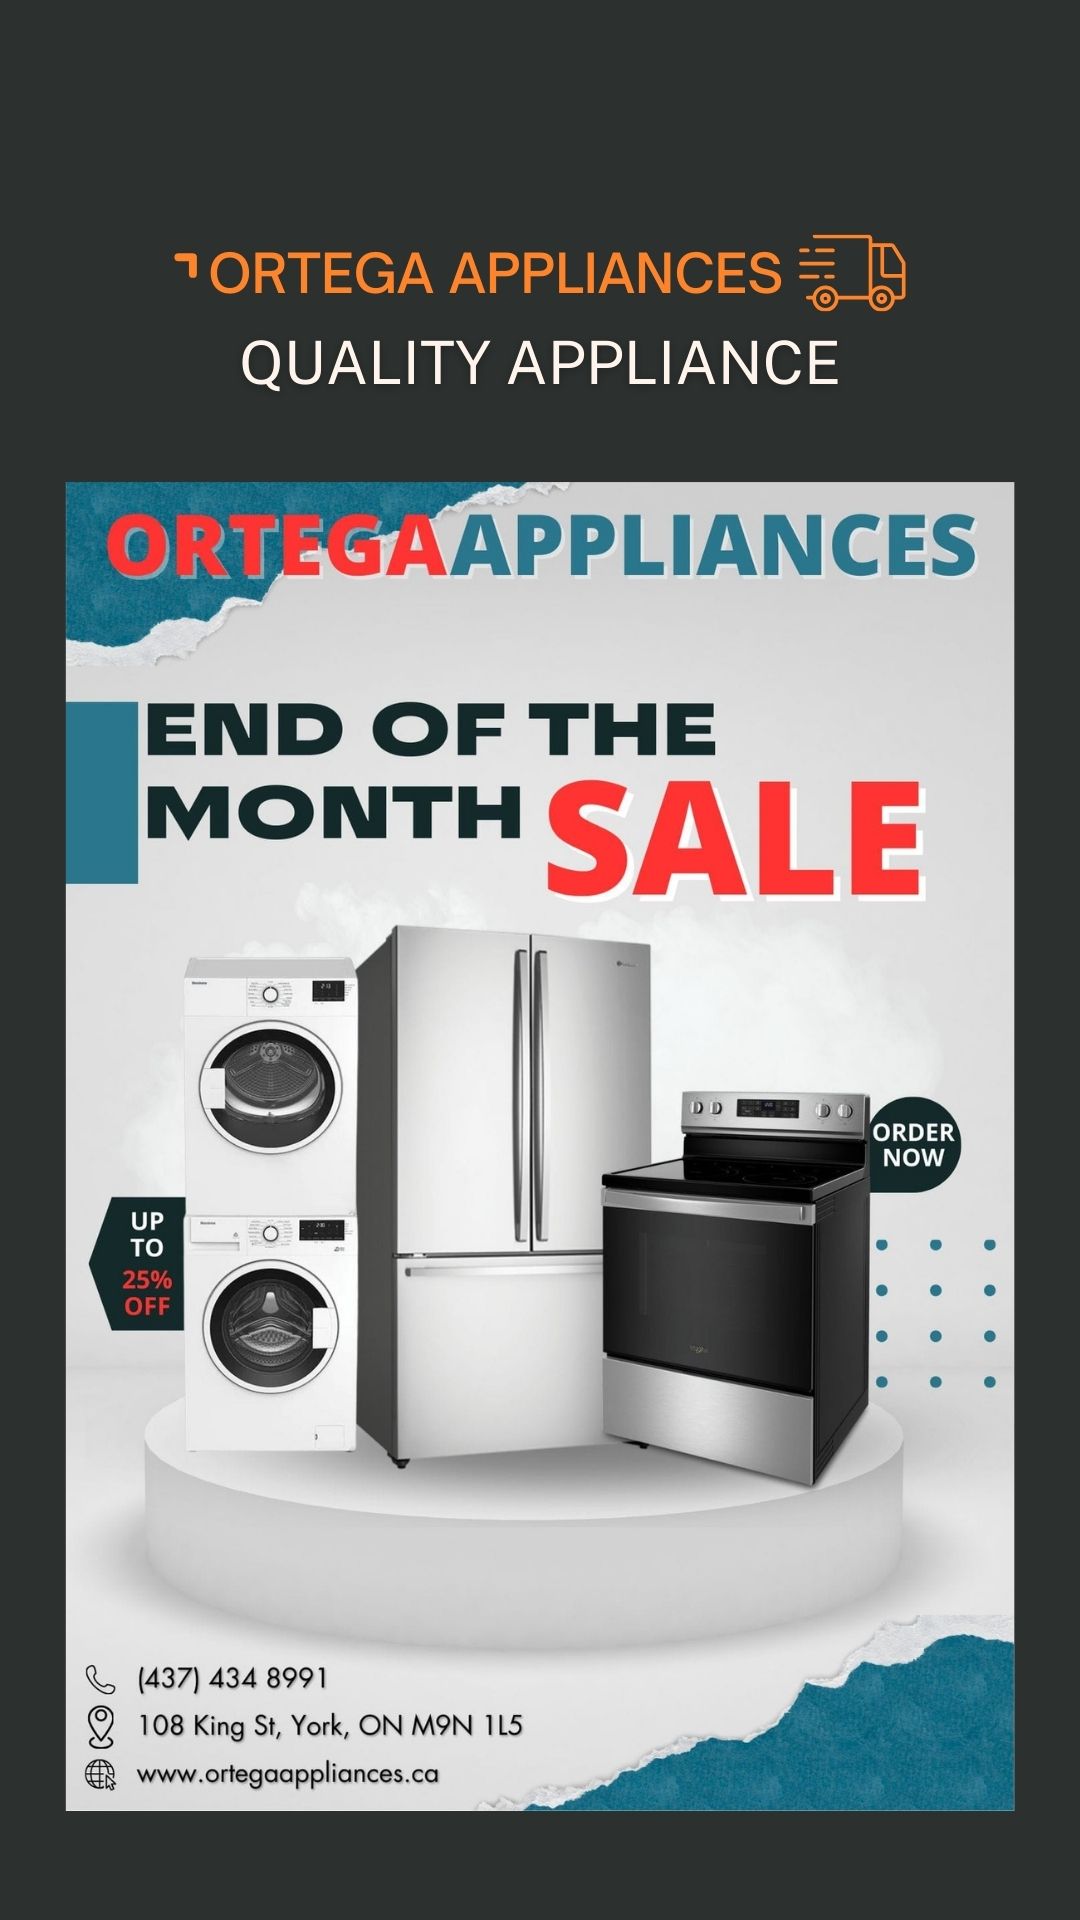 ORTEGA APPLIANCES
QUALITY APPLIANCE
ORTEGAAPPLIANCES
END OF THE
MONTH SALE
ORDER
NOW
UP
TO
25%
OFF
(437) 434 8991
108 King St, York, ON M9N 1L5
www.ortegaappliances.ca